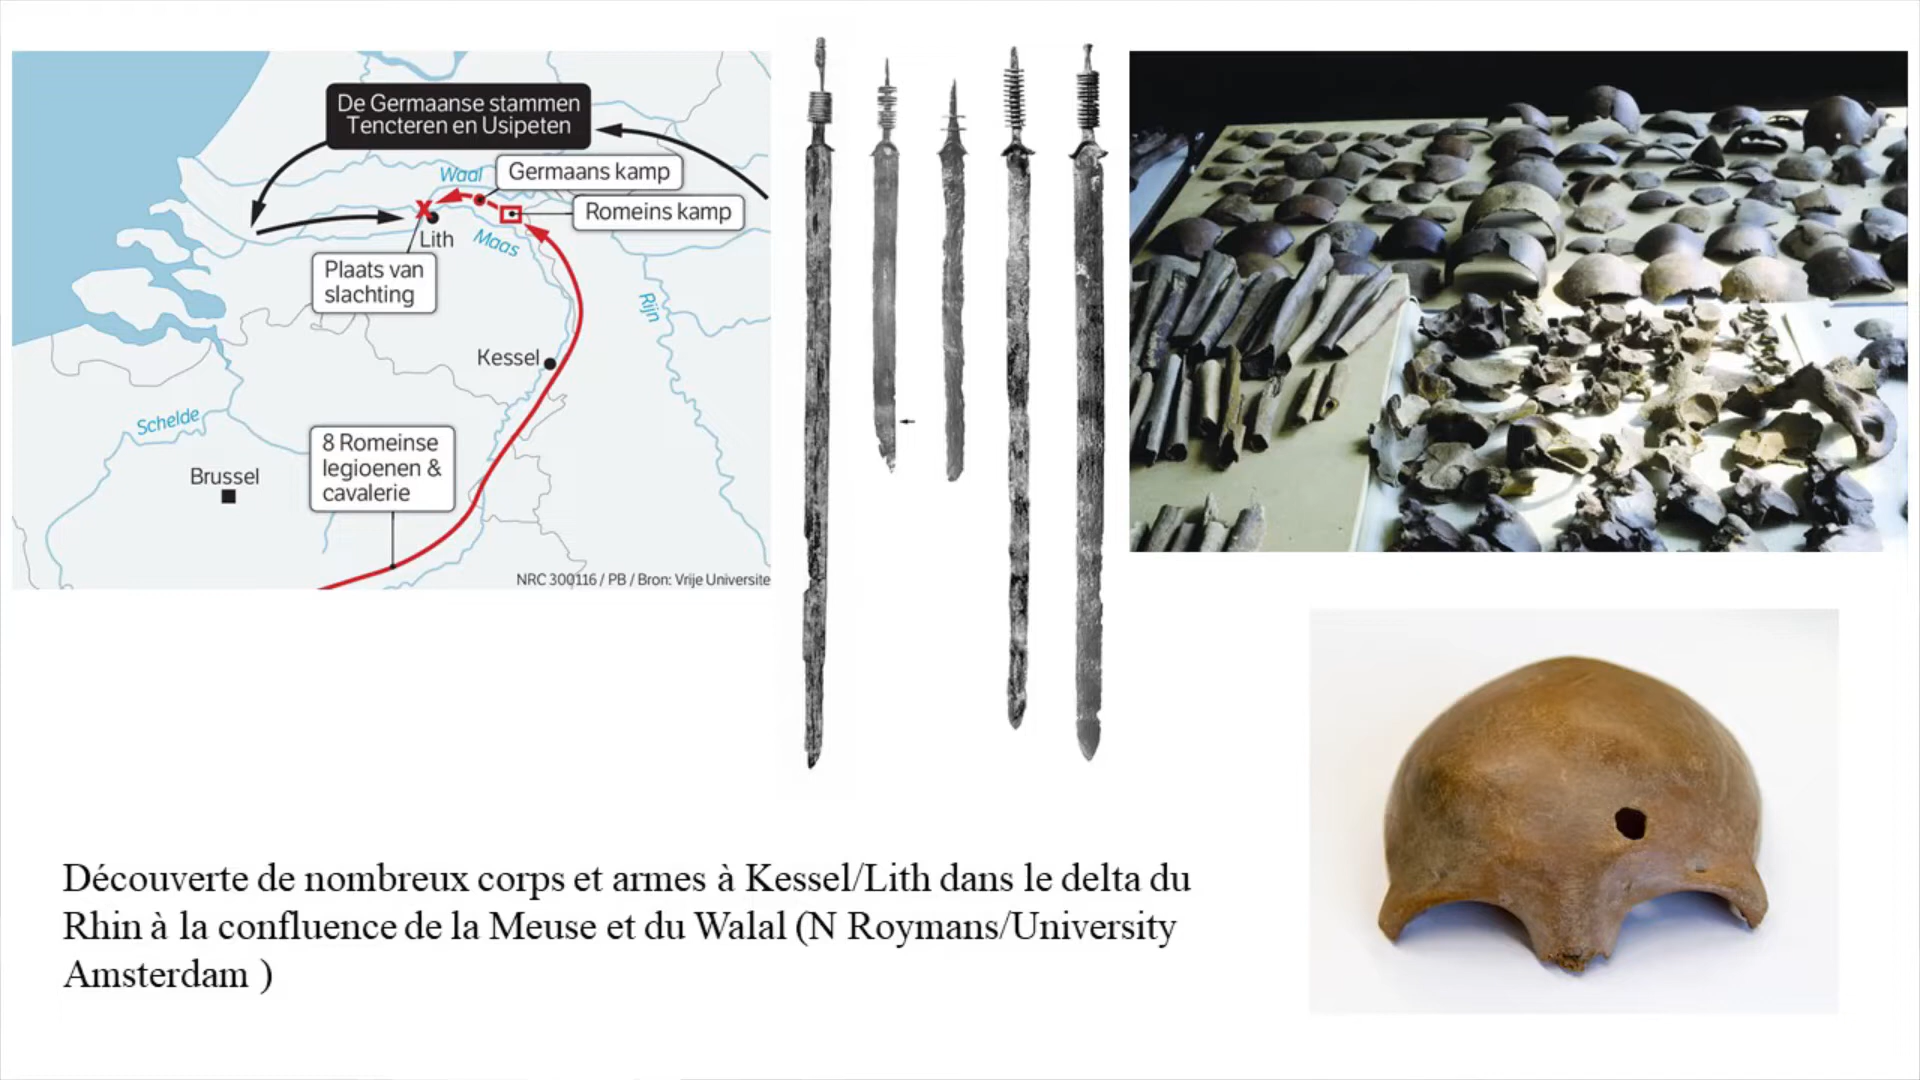 De Germaanse stammen
Tencteren en Usipeten
Waal
Germaans kamp
Romeins kamp
X
Lith
Maas
Plaats van
slachting
Rijn
Kessel
Schelde
8 Romeinse
legioenen &
cavalerie
Brussel
NRC 300116 / PB / Bron: Vrije Universite
Découverte de nombreux corps et armes à Kessel/Lith dans le delta du
Rhin à la confluence de la Meuse et du Walal (N Roymans/University
Amsterdam )